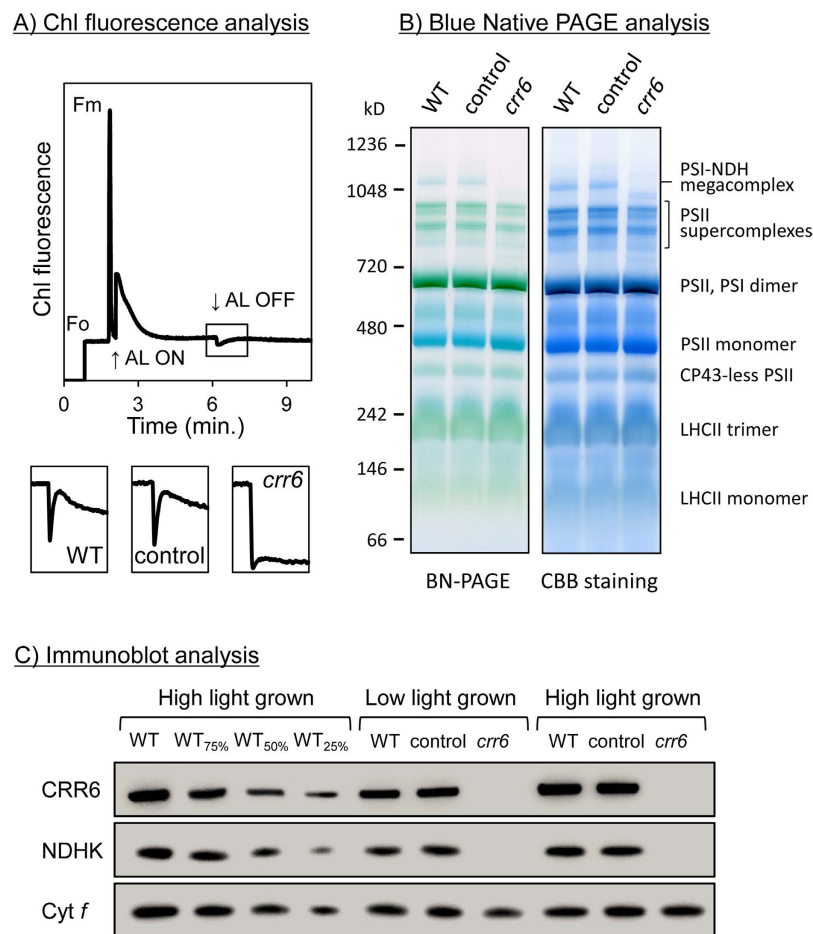 A) Chl fluorescence analysis
Chl fluorescence
Fm
Fo
↑ AL ON
↓ AL OFF
0 3 6 9
Time (min.)
WT
control
crr6
B) Blue Native PAGE analysis
kD
WT control crr6 WT control crr6
1236
1048
720
480
242
146
66
PSI-NDH
megacomplex
PSII
supercomplexes
PSII, PSI dimer
PSII monomer
CP43-less PSII
LHCII trimer
LHCII monomer
BN-PAGE CBB staining
C) Immunoblot analysis
High light grown Low light grown High light grown
WT WT75% WT50% WT25% WT control crr6 WT control crr6
CRR6
NDHK
Cyt f